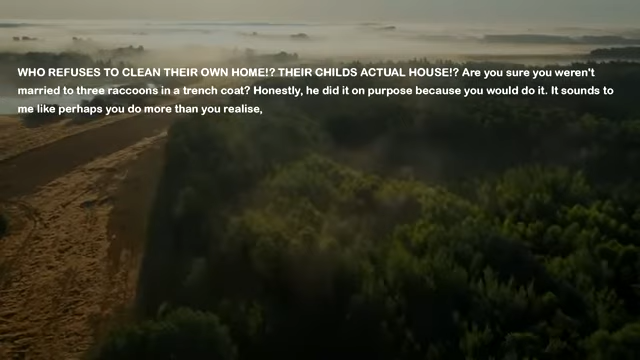 WHO REFUSES TO CLEAN THEIR OWN HOME!? THEIR CHILDS ACTUAL HOUSE!? Are you sure you weren't
married to three raccoons in a trench coat? Honestly, he did it on purpose because you would do it. It sounds to
me like perhaps you do more than you realise,